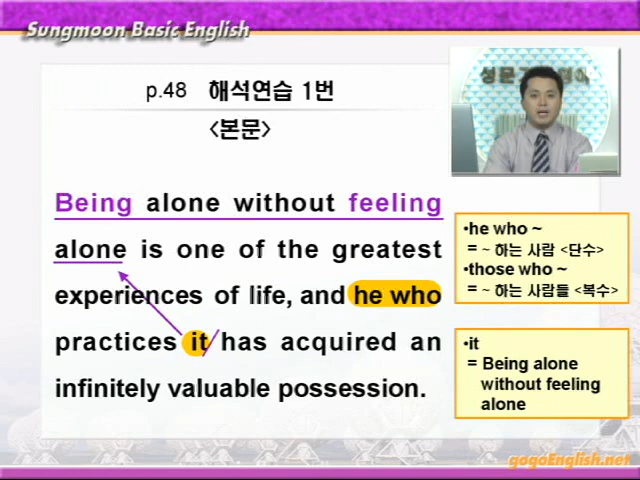 Sungmoon Basic English
p.48 해석연습 1번
<본문>
Being alone without feeling
alone is one of the greatest
experiences of life, and he who
practices it/ has acquired an
infinitely valuable possession.
•he who ~
= ~ 하는 사람 <단수>
•those who ~
= ~ 하는 사람들 <복수>
•it
= Being alone
without feeling
alone
gogoEnglish.net